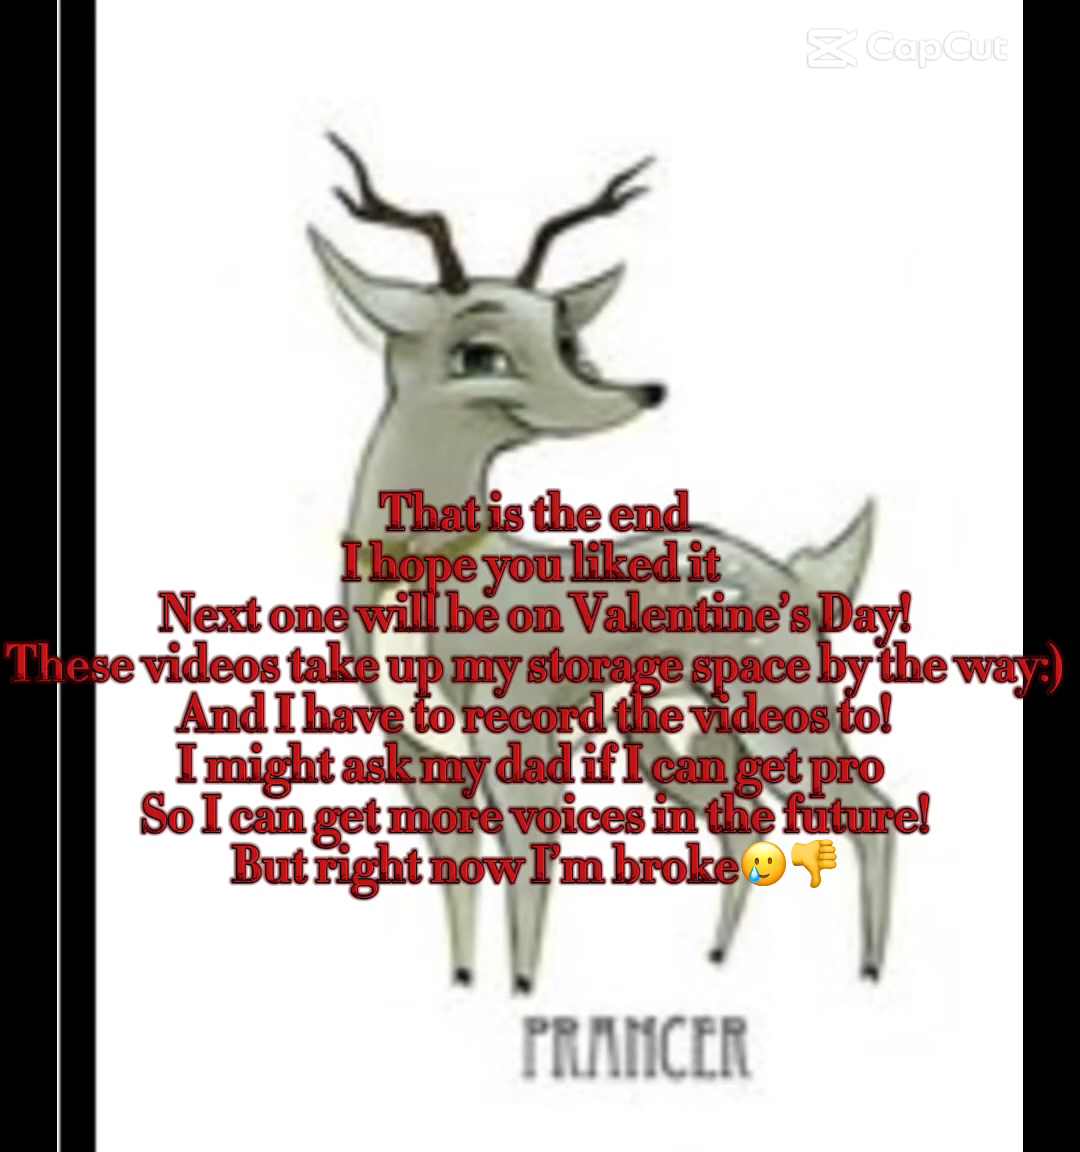 CapCut
That is the end
I hope you liked it
Next one will be on Valentine’s Day!
These videos take up my storage space by the way:)
And I have to record the videos to!
I might ask my dad if I can get pro
So I can get more voices in the future!
But right now I’m broke🥲👎
PRANCER